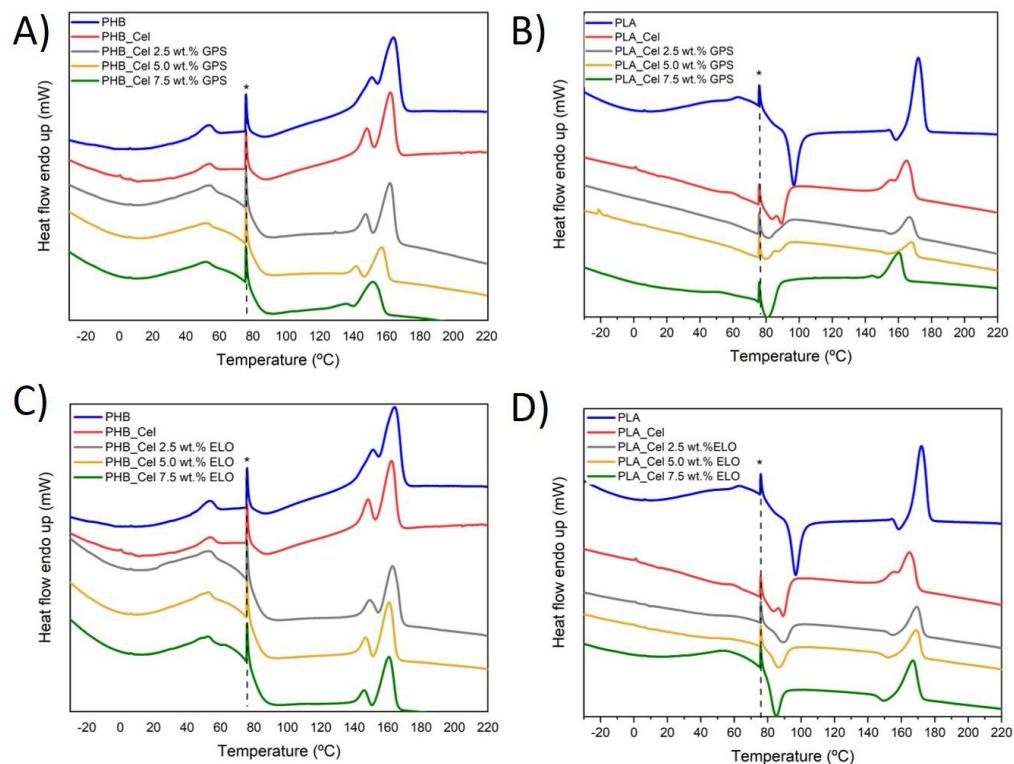 A)
PHB
PHB_Cel
PHB_Cel 2.5 wt.% GPS
PHB_Cel 5.0 wt.% GPS
PHB_Cel 7.5 wt.% GPS
*
Heat flow endo up (mW)
-20 0 20 40 60 80 100 120 140 160 180 200 220
Temperature (ºC)
B)
PLA
PLA_Cel
PLA_Cel 2.5 wt.% GPS
PLA_Cel 5.0 wt.% GPS
PLA_Cel 7.5 wt.% GPS
*
Heat flow endo up (mW)
-20 0 20 40 60 80 100 120 140 160 180 200 220
Temperature (ºC)
C)
PHB
PHB_Cel
PHB_Cel 2.5 wt.% ELO
PHB_Cel 5.0 wt.% ELO
PHB_Cel 7.5 wt.% ELO
*
Heat flow endo up (mW)
-20 0 20 40 60 80 100 120 140 160 180 200 220
Temperature (ºC)
D)
PLA
PLA_Cel
PLA_Cel 2.5 wt.%ELO
PLA_Cel 5.0 wt.% ELO
PLA_Cel 7.5 wt.% ELO
*
Heat flow endo up (mW)
-20 0 20 40 60 80 100 120 140 160 180 200 220
Temperature (ºC)